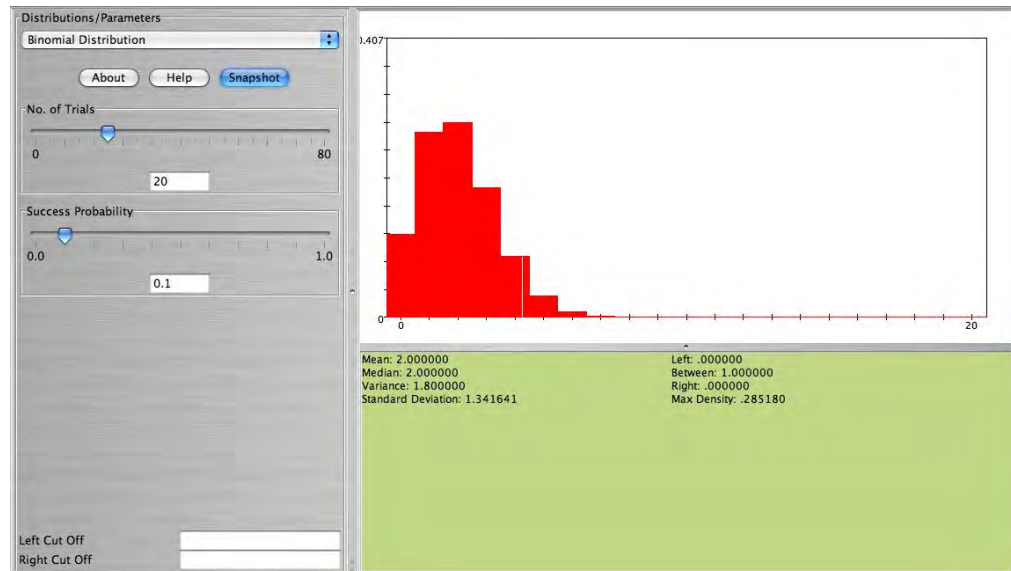 Distributions/Parameters
Binomial Distribution
About Help Snapshot
No. of Trials
0 80
20
Success Probability
0.0 1.0
0.1
Left Cut Off
Right Cut Off
0.407
0
0 20
Mean: 2.000000
Median: 2.000000
Variance: 1.800000
Standard Deviation: 1.341641
Left: .000000
Between: 1.000000
Right: .000000
Max Density: .285180